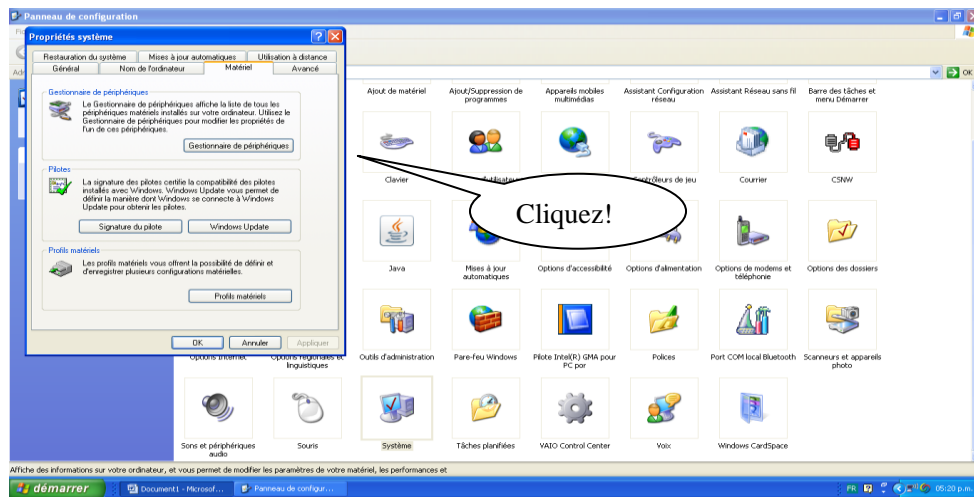 Panneau de configuration
Propriétés système
Restauration du système
Mises à jour automatiques
Utilisation à distance
Général
Nom de l'ordinateur
Matériel
Avancé
Gestionnaire de périphériques
Le Gestionnaire de périphériques affiche la liste de tous les
périphériques matériels installés sur votre ordinateur. Utilisez le
Gestionnaire de périphériques pour modifier les propriétés de
l'un de ces périphériques.
Gestionnaire de périphériques
Pilotes
La signature des pilotes certifie la compatibilité des pilotes
installés avec Windows. Windows Update vous permet de
définir la manière dont Windows se connecte à Windows
Update pour obtenir les pilotes.
Signature du pilote
Windows Update
Profils matériels
Les profils matériels vous offrent la possibilité de définir et
d'enregistrer plusieurs configurations matérielles.
Profils matériels
OK
Annuler
Appliquer
OK
Ajout de matériel
Ajout/Suppression de
programmes
Appareils mobiles
multimédias
Assistant Configuration
réseau
Assistant Réseau sans fil
Barre des tâches et
menu Démarrer
Clavier
Contrôleurs de jeu
Courrier
CSNW
Cliquez!
Java
Mises à jour
automatiques
Options d'accessibilité
Options d'alimentation
Options de modems et
téléphonie
Options des dossiers
Options Internet
Options régionales et
linguistiques
Outils d'administration
Pare-feu Windows
Pilote Intel(R) GMA pour
PC por
Polices
Port COM local Bluetooth
Scanneurs et appareils
photo
Sons et périphériques
audio
Souris
Système
Tâches planifiées
VAIO Control Center
Voix
Windows CardSpace
Affiche des informations sur votre ordinateur, et vous permet de modifier les paramètres de votre matériel, les performances et
démarrer
Document1 - Microsof...
Panneau de configur...
FR
05:20 p.m.